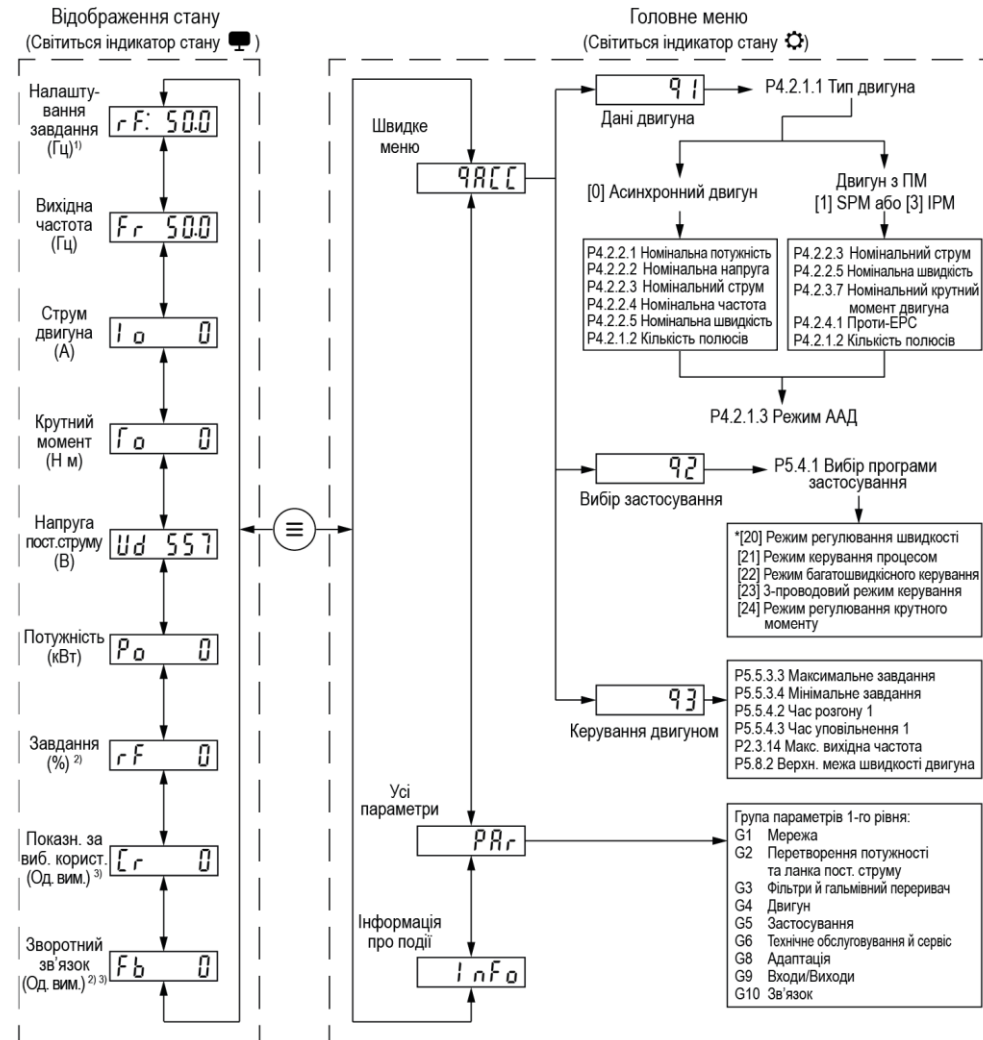 Відображення стану
(Світиться індикатор стану )
Налашту-
вання
завдання
(Гц)1)
rF: 50.0
Вихідна
частота
(Гц)
Fr 50.0
Струм
двигуна
(А)
Io 0
Крутний
момент
(Н м)
To 0
Напруга
пост.струму
(В)
Ud 557
Потужність
(кВт)
Po 0
Завдання
(%) 2)
rF 0
Показн. за
виб. корист.
(Од. вим.) 3)
Cr 0
Зворотний
зв’язок
(Од. вим.) 2) 3)
Fb 0
Головне меню
(Світиться індикатор стану )
Швидке
меню
qACC
q1
Дані двигуна
P4.2.1.1 Тип двигуна
[0] Асинхронний двигун
Двигун з ПМ
[1] SPM або [3] IPM
P4.2.2.1 Номінальна потужність
P4.2.2.2 Номінальна напруга
P4.2.2.3 Номінальний струм
P4.2.2.4 Номінальна частота
P4.2.2.5 Номінальна швидкість
P4.2.1.2 Кількість полюсів
P4.2.2.3 Номінальний струм
P4.2.2.5 Номінальна швидкість
P4.2.3.7 Номінальний крутний
момент двигуна
P4.2.4.1 Проти-ЕРС
P4.2.1.2 Кількість полюсів
P4.2.1.3 Режим ААД
q2
Вибір застосування
P5.4.1 Вибір програми
застосування
*[20] Режим регулювання швидкості
[21] Режим керування процесом
[22] Режим багатошвидкісного керування
[23] 3-проводовий режим керування
[24] Режим регулювання крутного
моменту
q3
Керування двигуном
P5.5.3.3 Максимальне завдання
P5.5.3.4 Мінімальне завдання
P5.5.4.2 Час розгону 1
P5.5.4.3 Час уповільнення 1
P2.3.14 Макс. вихідна частота
P5.8.2 Верхн. межа швидкості двигуна
Усі
параметри
PAr
Група параметрів 1-го рівня:
G1 Мережа
G2 Перетворення потужності
та ланка пост. струму
G3 Фільтри й гальмівний переривач
G4 Двигун
G5 Застосування
G6 Технічне обслуговування й сервіс
G8 Адаптація
G9 Входи/Виходи
G10 Зв’язок
Інформація
про події
InFo